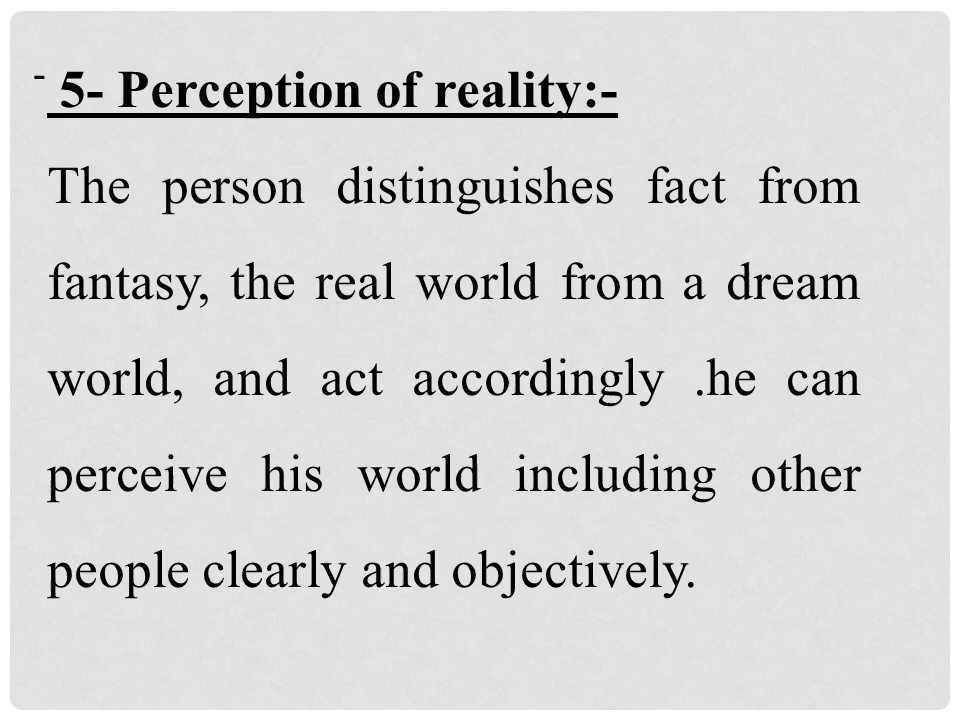 - 5- Perception of reality:-
The person distinguishes fact from
fantasy, the real world from a dream
world, and act accordingly .he can
perceive his world including other
people clearly and objectively.